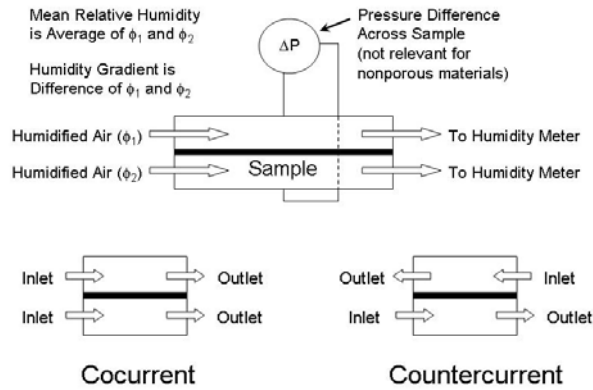 Mean Relative Humidity
is Average of ϕ₁ and ϕ₂
Humidity Gradient is
Difference of ϕ₁ and ϕ₂
ΔP
Pressure Difference
Across Sample
(not relevant for
nonporous materials)
Humidified Air (ϕ₁)
To Humidity Meter
Humidified Air (ϕ₂)
Sample
To Humidity Meter
Inlet
Outlet
Inlet
Outlet
Cocurrent
Outlet
Inlet
Inlet
Outlet
Countercurrent